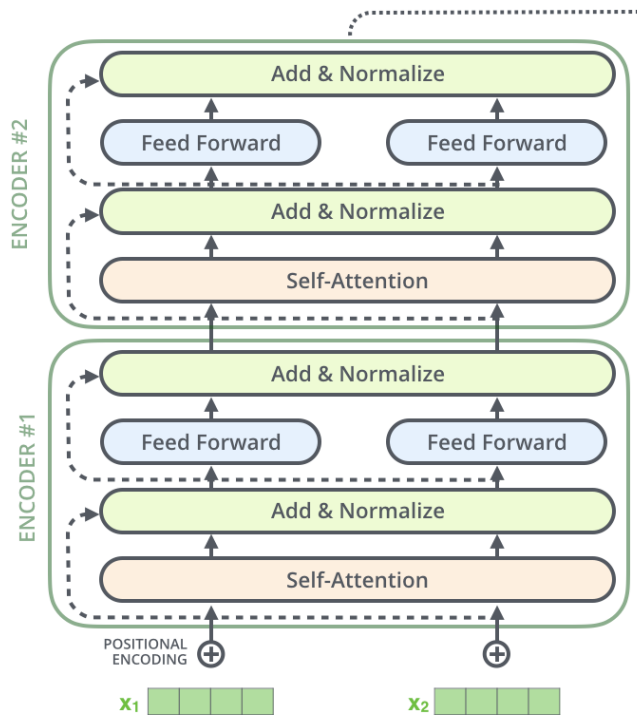 ENCODER #2
Add & Normalize
Feed Forward Feed Forward
Add & Normalize
Self-Attention
ENCODER #1
Add & Normalize
Feed Forward Feed Forward
Add & Normalize
Self-Attention
POSITIONAL
ENCODING
x₁ x₂